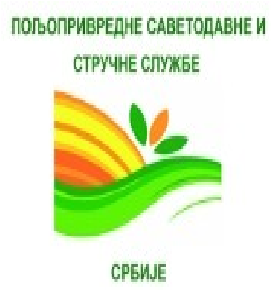 ПОЉОПРИВРЕДНЕ САВЕТОДАВНЕ И
СТРУЧНЕ СЛУЖБЕ
СРБИЈЕ